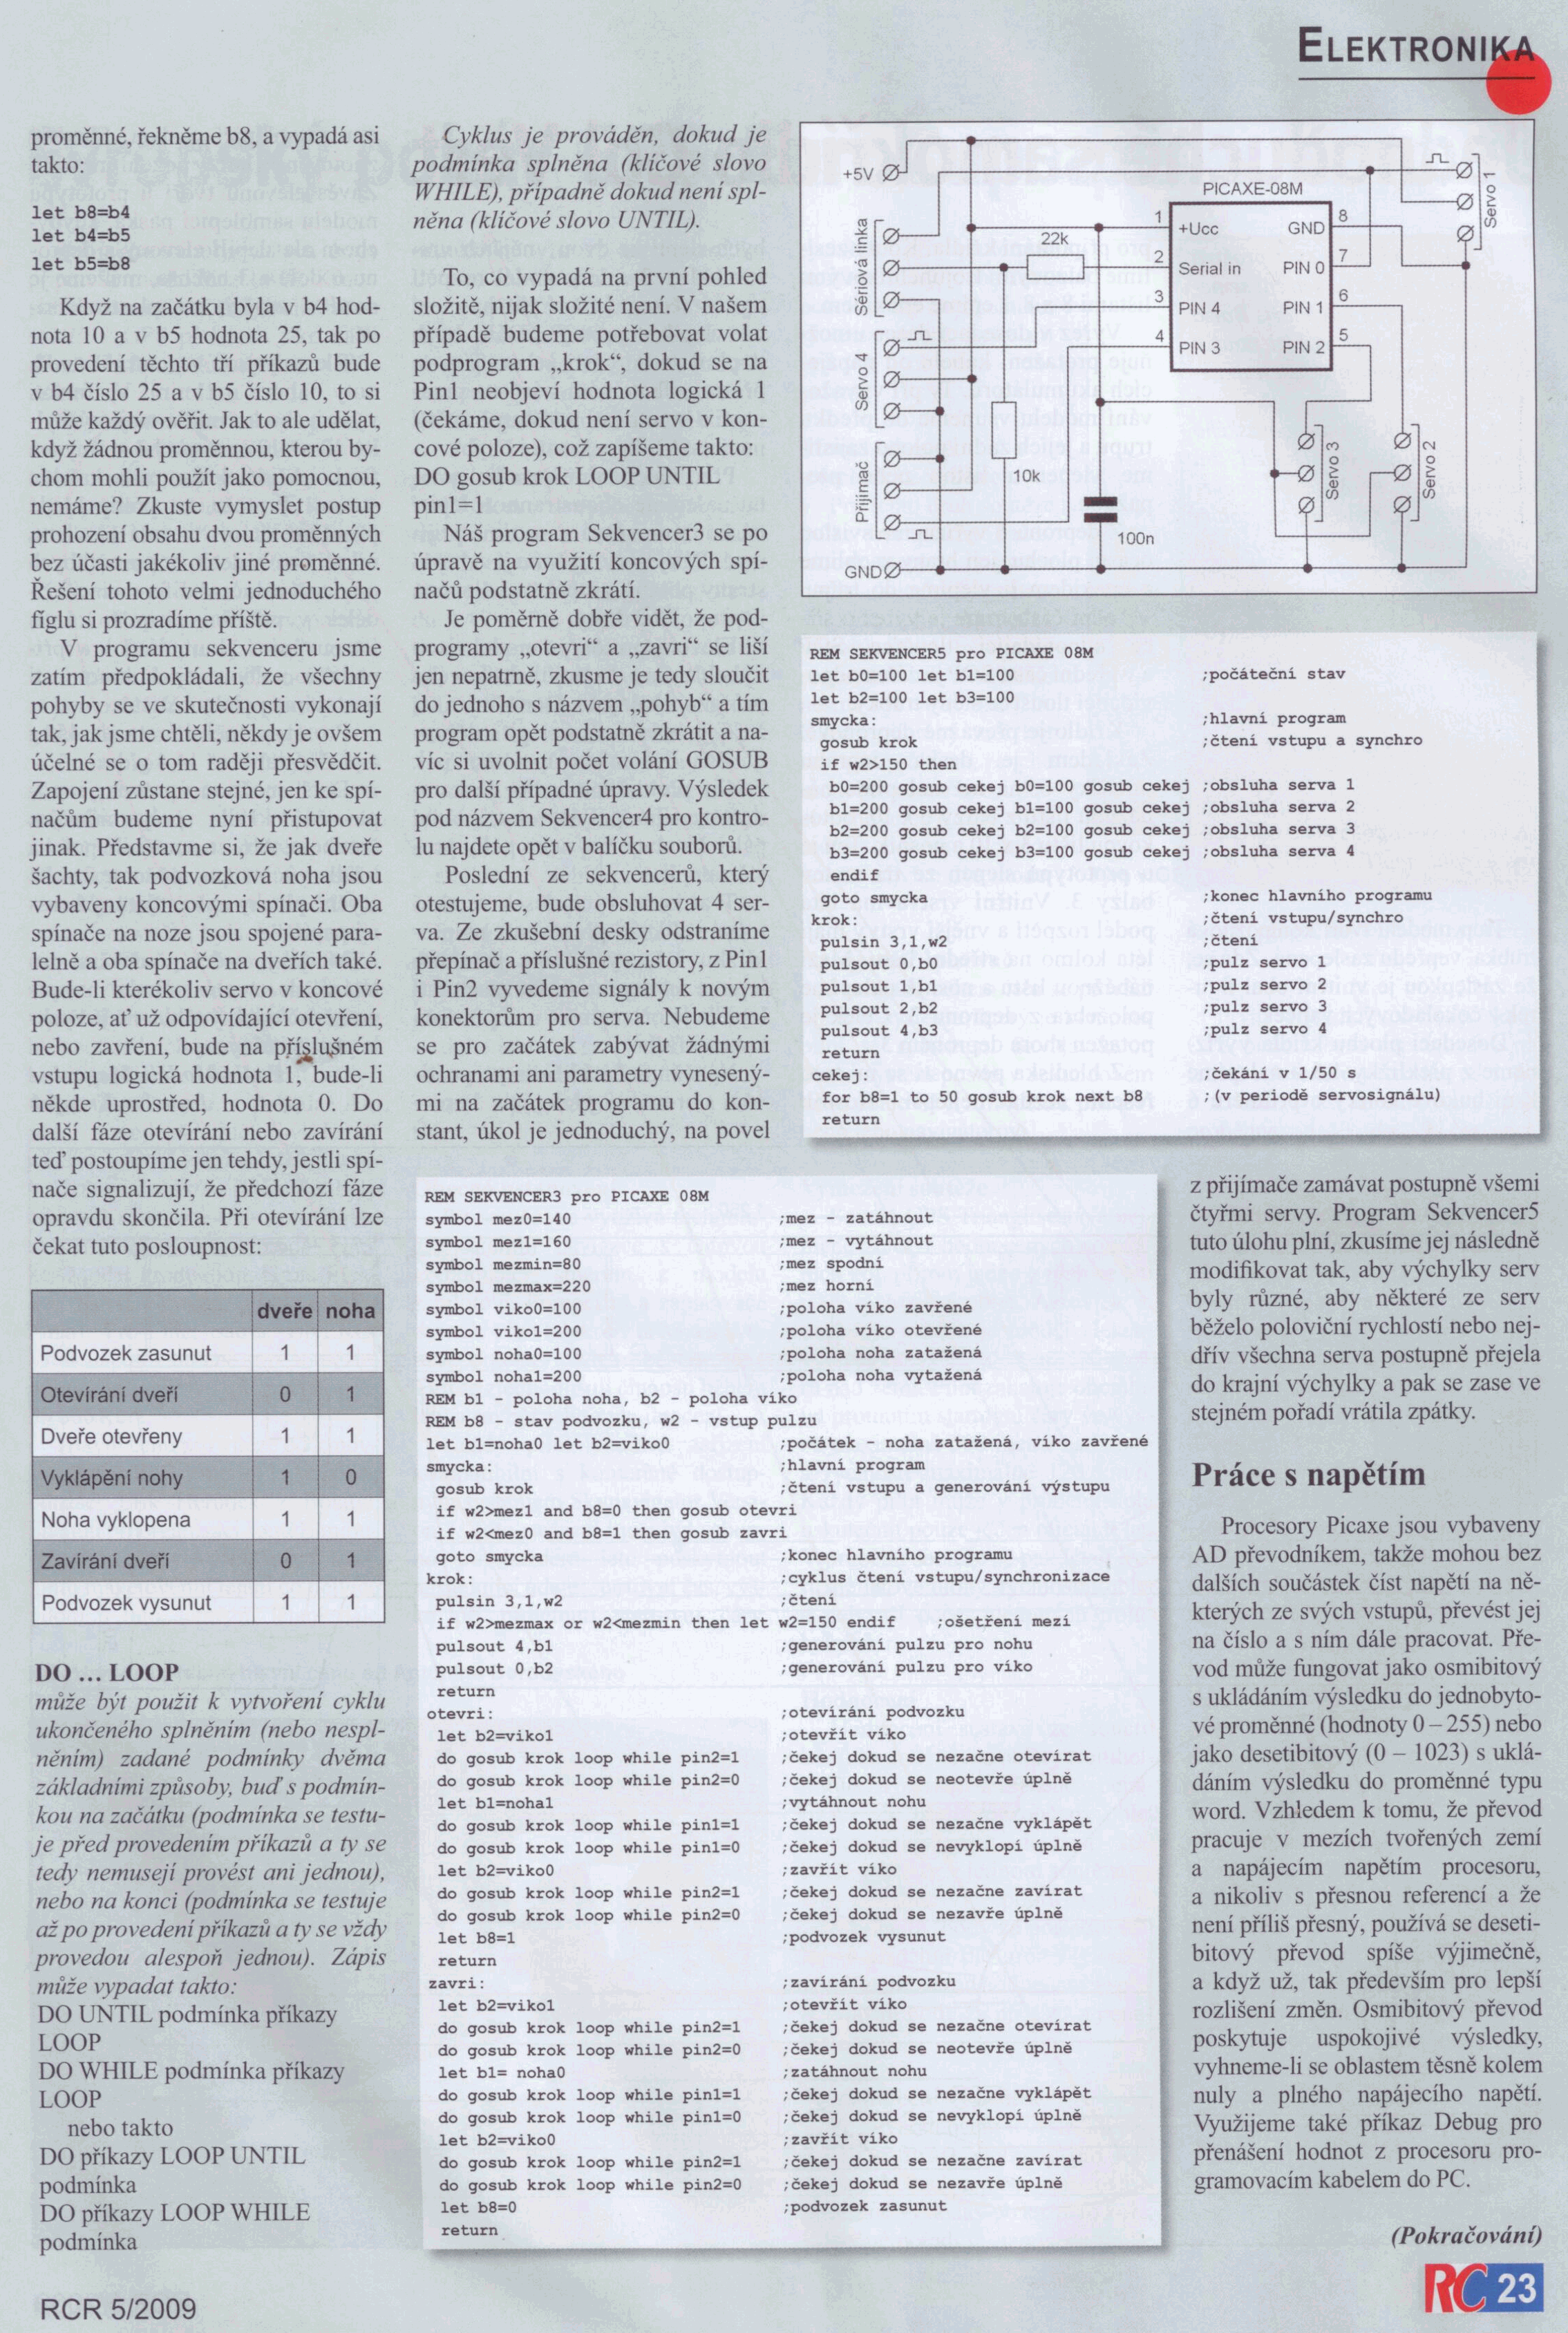 ELEKTRONIKA
proměnné, řekněme b8, a vypadá asi
takto:
let b8=b4
let b4=b5
let b5=b8
Když na začátku byla v b4 hod-
nota 10 a v b5 hodnota 25, tak po
provedení těchto tří příkazů bude
v b4 číslo 25 a v b5 číslo 10, to si
může každý ověřit. Jak to ale udělat,
když žádnou proměnnou, kterou by-
chom mohli použít jako pomocnou,
nemáme? Zkuste vymyslet postup
prohození obsahu dvou proměnných
bez účasti jakékoliv jiné proměnné.
Řešení tohoto velmi jednoduchého
fíglu si prozradíme příště.
V programu sekvenceru jsme
zatím předpokládali, že všechny
pohyby se ve skutečnosti vykonají
tak, jak jsme chtěli, někdy je ovšem
účelné se o tom raději přesvědčit.
Zapojení zůstane stejné, jen ke spí-
načům budeme nyní přistupovat
jinak. Představme si, že jak dveře
šachty, tak podvozková noha jsou
vybaveny koncovými spínači. Oba
spínače na noze jsou spojené para-
lelně a oba spínače na dveřích také.
Bude-li kterékoliv servo v koncové
poloze, ať už odpovídající otevření,
nebo zavření, bude na příslušném
vstupu logická hodnota 1, bude-li
někde uprostřed, hodnota 0. Do
další fáze otevírání nebo zavírání
teď postoupíme jen tehdy, jestli spí-
nače signalizují, že předchozí fáze
opravdu skončila. Při otevírání lze
čekat tuto posloupnost:
dveře noha
Podvozek zasunut 1 1
Otevírání dveří 0 1
Dveře otevřeny 1 1
Vyklápění nohy 1 0
Noha vyklopena 1 1
Zavírání dveří 0 1
Podvozek vysunut 1 1
DO ... LOOP
může být použit k vytvoření cyklu
ukončeného splněním (nebo nespl-
něním) zadané podmínky dvěma
základními způsoby, buď s podmín-
kou na začátku (podmínka se testu-
je před provedením příkazů a ty se
tedy nemusejí provést ani jednou),
nebo na konci (podmínka se testuje
až po provedení příkazů a ty se vždy
provedou alespoň jednou). Zápis
může vypadat takto:
DO UNTIL podmínka příkazy
LOOP
DO WHILE podmínka příkazy
LOOP
nebo takto
DO příkazy LOOP UNTIL
podmínka
DO příkazy LOOP WHILE
podmínka
Cyklus je prováděn, dokud je
podmínka splněna (klíčové slovo
WHILE), případně dokud není spl-
něna (klíčové slovo UNTIL).
To, co vypadá na první pohled
složitě, nijak složité není. V našem
případě budeme potřebovat volat
podprogram „krok“, dokud se na
Pin1 neobjeví hodnota logická 1
(čekáme, dokud není servo v kon-
cové poloze), což zapíšeme takto:
DO gosub krok LOOP UNTIL
pin1=1
Náš program Sekvencer3 se po
úpravě na využití koncových spí-
načů podstatně zkrátí.
Je poměrně dobře vidět, že pod-
programy „otevri“ a „zavri“ se liší
jen nepatrně, zkusme je tedy sloučit
do jednoho s názvem „pohyb“ a tím
program opět podstatně zkrátit a na-
víc si uvolnit počet volání GOSUB
pro další případné úpravy. Výsledek
pod názvem Sekvencer4 pro kontro-
lu najdete opět v balíčku souborů.
Poslední ze sekvencerů, který
otestujeme, bude obsluhovat 4 ser-
va. Ze zkušební desky odstraníme
přepínač a příslušné rezistory, z Pin1
i Pin2 vyvedeme signály k novým
konektorům pro serva. Nebudeme
se pro začátek zabývat žádnými
ochranami ani parametry vynesený-
mi na začátek programu do kon-
stant, úkol je jednoduchý, na povel
+5V
Sériová linka
Servo 4
Přijímač
GND
22k
10k
100n
PICAXE-08M
1 +Ucc GND 8
2 Serial in PIN 0 7
3 PIN 4 PIN 1 6
4 PIN 3 PIN 2 5
Servo 1
Servo 3
Servo 2
REM SEKVENCER5 pro PICAXE 08M
let b0=100 let b1=100 ;počáteční stav
let b2=100 let b3=100
smycka: ;hlavní program
gosub krok ;čtení vstupu a synchro
if w2>150 then
b0=200 gosub cekej b0=100 gosub cekej ;obsluha serva 1
b1=200 gosub cekej b1=100 gosub cekej ;obsluha serva 2
b2=200 gosub cekej b2=100 gosub cekej ;obsluha serva 3
b3=200 gosub cekej b3=100 gosub cekej ;obsluha serva 4
endif
goto smycka ;konec hlavního programu
krok: ;čtení vstupu/synchro
pulsin 3,1,w2 ;čtení
pulsout 0,b0 ;pulz servo 1
pulsout 1,b1 ;pulz servo 2
pulsout 2,b2 ;pulz servo 3
pulsout 4,b3 ;pulz servo 4
return
cekej: ;čekání v 1/50 s
for b8=1 to 50 gosub krok next b8 ;(v periodě servosignálu)
return
REM SEKVENCER3 pro PICAXE 08M
symbol mez0=140 ;mez - zatáhnout
symbol mez1=160 ;mez - vytáhnout
symbol mezmin=80 ;mez spodní
symbol mezmax=220 ;mez horní
symbol viko0=100 ;poloha víko zavřené
symbol viko1=200 ;poloha víko otevřené
symbol noha0=100 ;poloha noha zatažená
symbol noha1=200 ;poloha noha vytažená
REM b1 - poloha noha, b2 - poloha víko
REM b8 - stav podvozku, w2 - vstup pulzu
let b1=noha0 let b2=viko0 ;počátek - noha zatažená, víko zavřené
smycka: ;hlavní program
gosub krok ;čtení vstupu a generování výstupu
if w2>mez1 and b8=0 then gosub otevri
if w2<mez0 and b8=1 then gosub zavri
goto smycka ;konec hlavního programu
krok: ;cyklus čtení vstupu/synchronizace
pulsin 3,1,w2 ;čtení
if w2>mezmax or w2<mezmin then let w2=150 endif ;ošetření mezí
pulsout 4,b1 ;generování pulzu pro nohu
pulsout 0,b2 ;generování pulzu pro víko
return
otevri: ;otevírání podvozku
let b2=viko1 ;otevřít víko
do gosub krok loop while pin2=1 ;čekej dokud se nezačne otevírat
do gosub krok loop while pin2=0 ;čekej dokud se neotevře úplně
let b1=noha1 ;vytáhnout nohu
do gosub krok loop while pin1=1 ;čekej dokud se nezačne vyklápět
do gosub krok loop while pin1=0 ;čekej dokud se nevyklopí úplně
let b2=viko0 ;zavřít víko
do gosub krok loop while pin2=1 ;čekej dokud se nezačne zavírat
do gosub krok loop while pin2=0 ;čekej dokud se nezavře úplně
let b8=1 ;podvozek vysunut
return
zavri: ;zavírání podvozku
let b2=viko1 ;otevřít víko
do gosub krok loop while pin2=1 ;čekej dokud se nezačne otevírat
do gosub krok loop while pin2=0 ;čekej dokud se neotevře úplně
let b1= noha0 ;zatáhnout nohu
do gosub krok loop while pin1=1 ;čekej dokud se nezačne vyklápět
do gosub krok loop while pin1=0 ;čekej dokud se nevyklopí úplně
let b2=viko0 ;zavřít víko
do gosub krok loop while pin2=1 ;čekej dokud se nezačne zavírat
do gosub krok loop while pin2=0 ;čekej dokud se nezavře úplně
let b8=0 ;podvozek zasunut
return
z přijímače zamávat postupně všemi
čtyřmi servy. Program Sekvencer5
tuto úlohu plní, zkusíme jej následně
modifikovat tak, aby výchylky serv
byly různé, aby některé ze serv
běželo poloviční rychlostí nebo nej-
dřív všechna serva postupně přejela
do krajní výchylky a pak se zase ve
stejném pořadí vrátila zpátky.
Práce s napětím
Procesory Picaxe jsou vybaveny
AD převodníkem, takže mohou bez
dalších součástek číst napětí na ně-
kterých ze svých vstupů, převést jej
na číslo a s ním dále pracovat. Pře-
vod může fungovat jako osmibitový
s ukládáním výsledku do jednobyto-
vé proměnné (hodnoty 0 – 255) nebo
jako desetibitový (0 – 1023) s uklá-
dáním výsledku do proměnné typu
word. Vzhledem k tomu, že převod
pracuje v mezích tvořených zemí
a napájecím napětím procesoru,
a nikoliv s přesnou referencí a že
není příliš přesný, používá se deseti-
bitový převod spíše výjimečně,
a když už, tak především pro lepší
rozlišení změn. Osmibitový převod
poskytuje uspokojivé výsledky,
vyhneme-li se oblastem těsně kolem
nuly a plného napájecího napětí.
Využijeme také příkaz Debug pro
přenášení hodnot z procesoru pro-
gramovacím kabelem do PC.
(Pokračování)
RCR 5/2009
RC 23